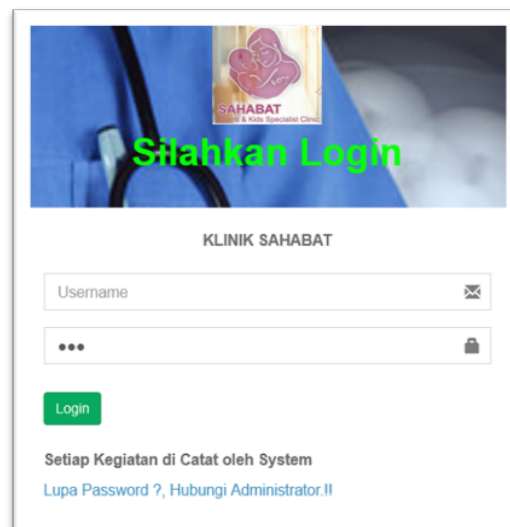 SAHABAT
& Kids Specialist Clinic
Silahkan Login
KLINIK SAHABAT
Username
•••
Login
Setiap Kegiatan di Catat oleh System
Lupa Password ?, Hubungi Administrator.!!